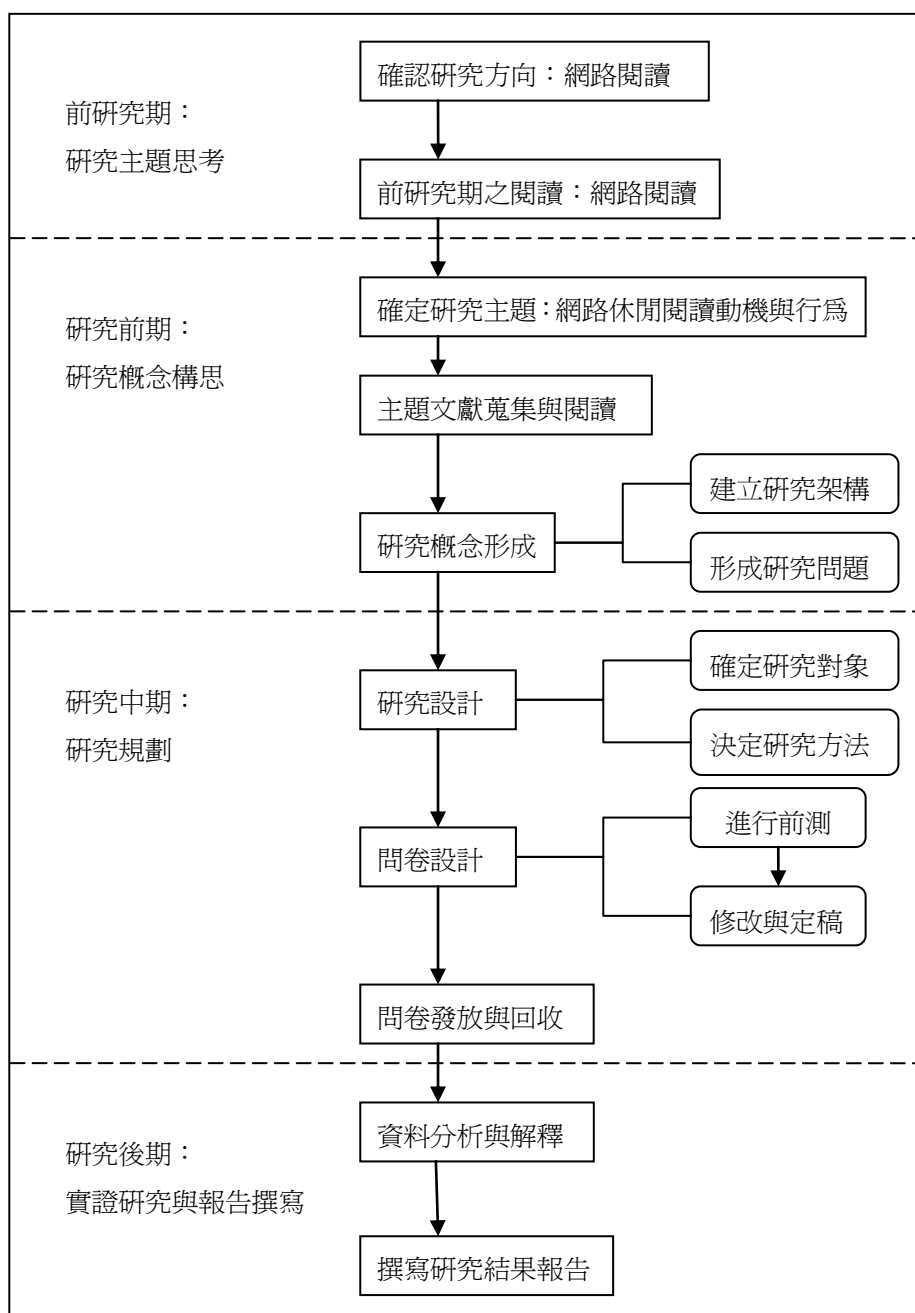 前研究期：
研究主題思考
確認研究方向：網路閱讀
前研究期之閱讀：網路閱讀
研究前期：
研究概念構思
確定研究主題：網路休閒閱讀動機與行為
主題文獻蒐集與閱讀
研究概念形成
建立研究架構
形成研究問題
研究中期：
研究規劃
研究設計
確定研究對象
決定研究方法
問卷設計
進行前測
修改與定稿
問卷發放與回收
研究後期：
實證研究與報告撰寫
資料分析與解釋
撰寫研究結果報告